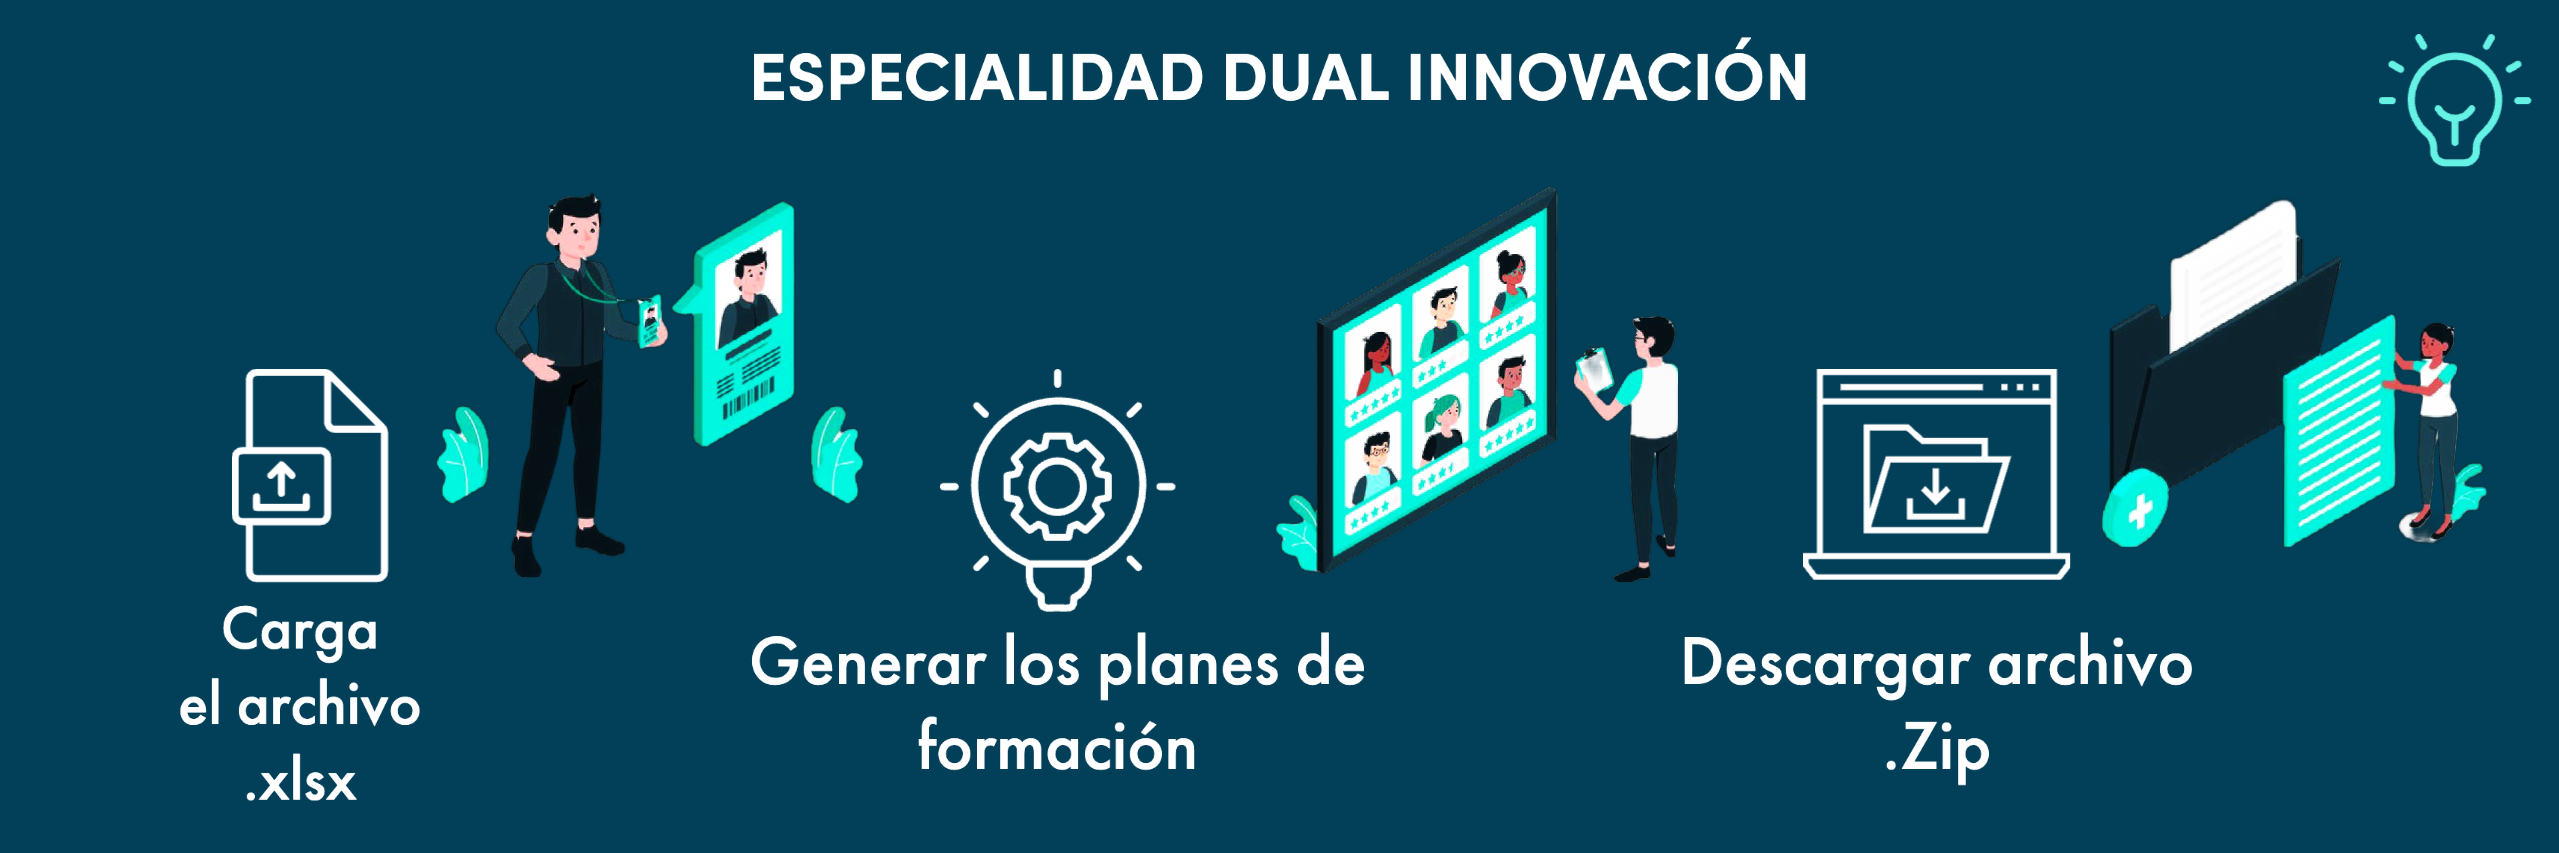 ESPECIALIDAD DUAL INNOVACIÓN
Carga
el archivo
.xlsx
Generar los planes de
formación
Descargar archivo
.Zip